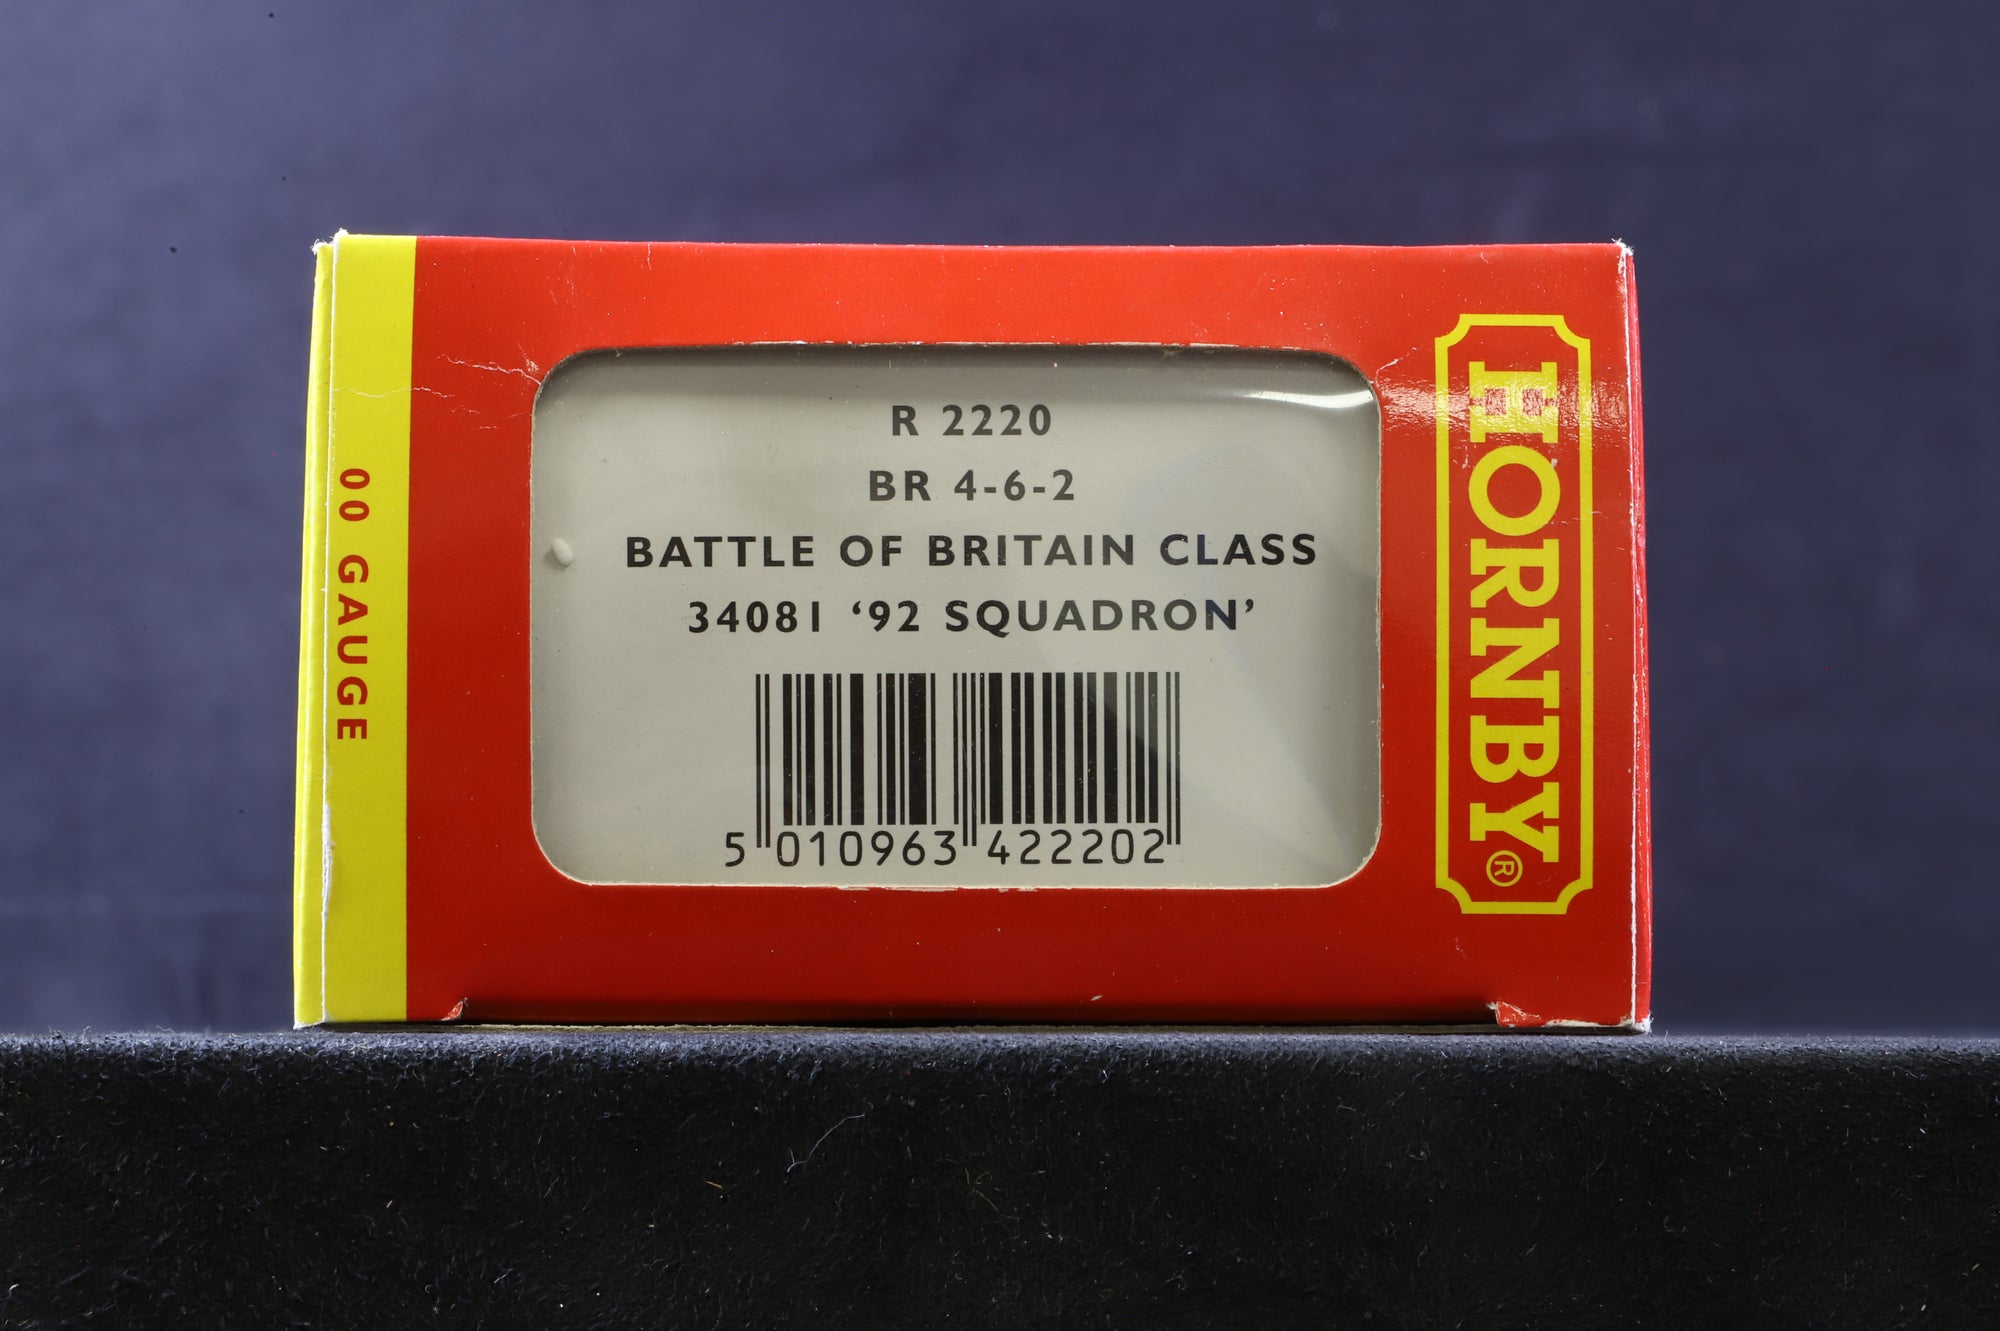 00 GAUGE
R 2220
BR 4-6-2
BATTLE OF BRITAIN CLASS
34081 ‘92 SQUADRON’
5 010963 422202
HORNBY®